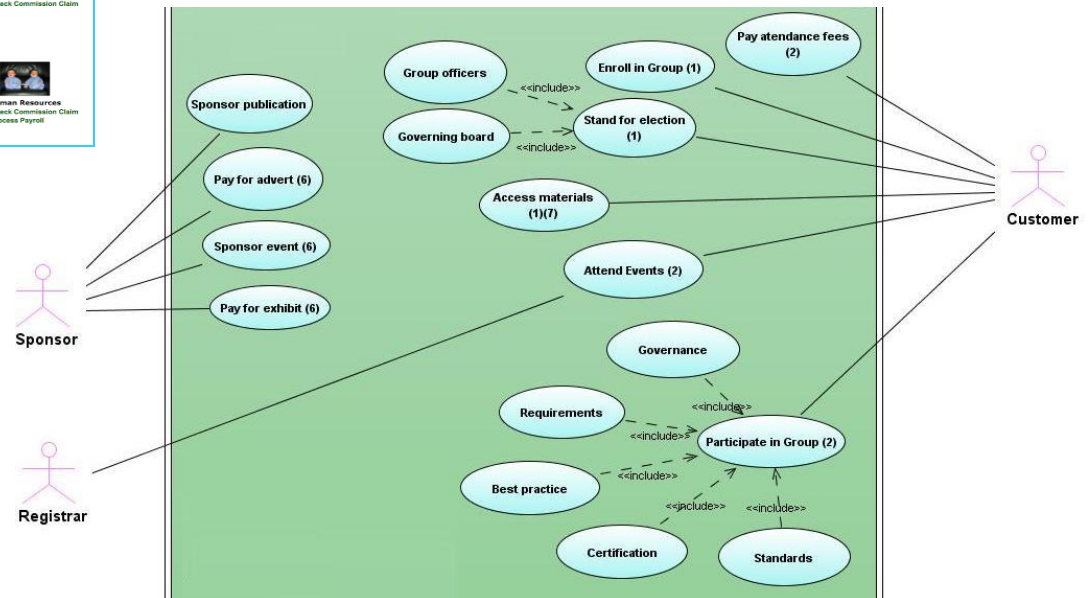 eck Commission Claim
man Resources
eck Commission Claim
ocess Payroll
Sponsor publication
Pay for advert (6)
Sponsor event (6)
Pay for exhibit (6)
Sponsor
Registrar
Group officers
Governing board
<<include>>
<<include>>
Enroll in Group (1)
Stand for election
(1)
Pay atendance fees
(2)
Access materials
(1)(7)
Attend Events (2)
Customer
Governance
<<include>>
Requirements
<<include>>
Participate in Group (2)
Best practice
<<include>>
<<include>>
<<include>>
Certification
Standards